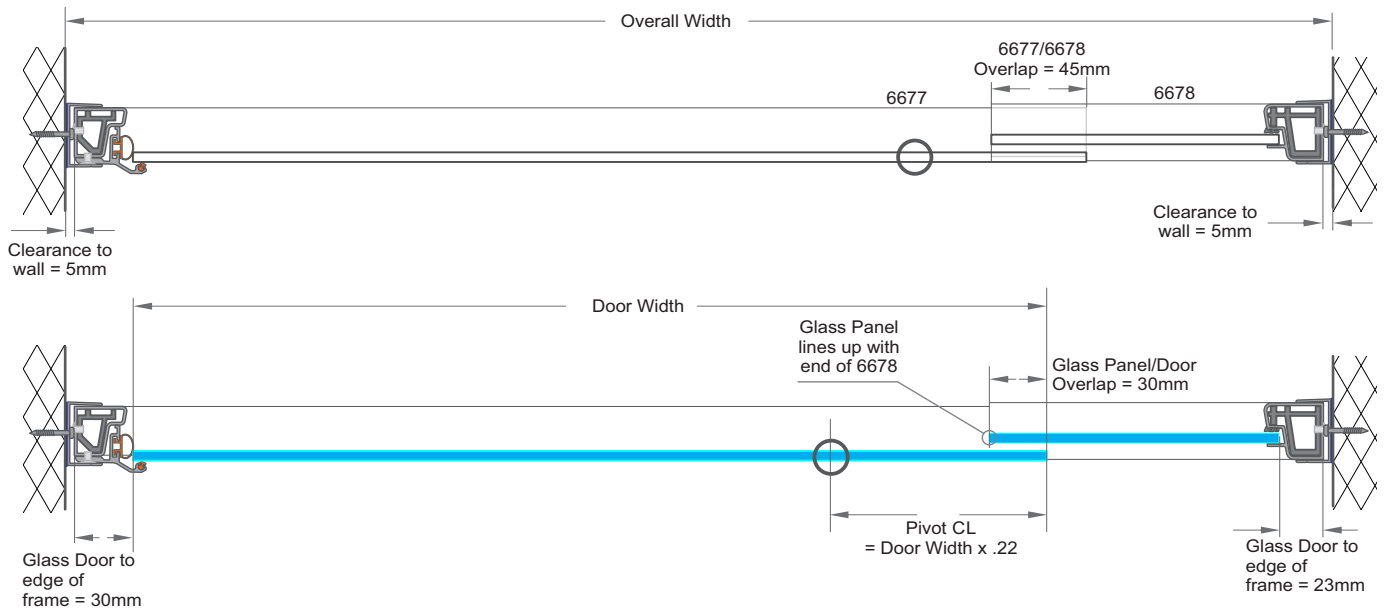 Overall Width
6677/6678
Overlap = 45mm
6677
6678
Clearance to
wall = 5mm
Clearance to
wall = 5mm
Door Width
Glass Panel
lines up with
end of 6678
Glass Panel/Door
Overlap = 30mm
Pivot CL
= Door Width x .22
Glass Door to
edge of
frame = 30mm
Glass Door to
edge of
frame = 23mm